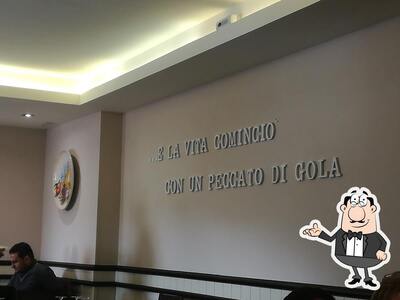 ...E LA VITA COMINCIO'
CON UN PECCATO DI GOLA